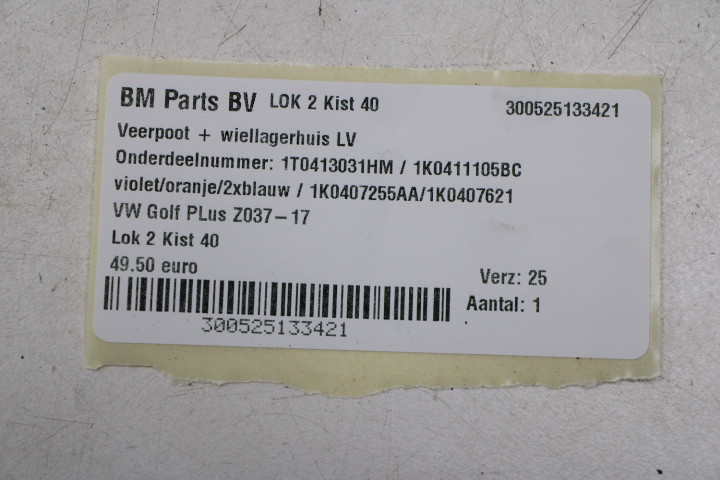 BM Parts BV LOK 2 Kist 40 300525133421
Veerpoot + wiellagerhuis LV
Onderdeelnummer: 1T0413031HM / 1K0411105BC
violet/oranje/2xblauw / 1K0407255AA/1K0407621
VW Golf PLus Z037-17
Lok 2 Kist 40
49.50 euro
Verz: 25
Aantal: 1
300525133421